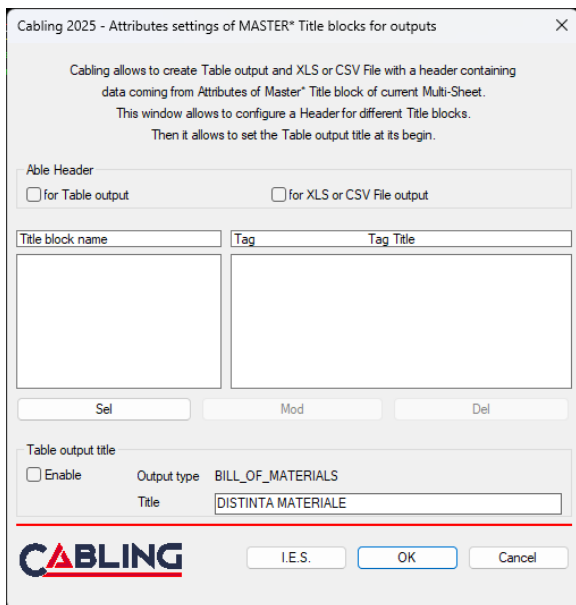 Cabling 2025 - Attributes settings of MASTER* Title blocks for outputs
Cabling allows to create Table output and XLS or CSV File with a header containing
data coming from Attributes of Master* Title block of current Multi-Sheet.
This window allows to configure a Header for different Title blocks.
Then it allows to set the Table output title at its begin.
Able Header
for Table output for XLS or CSV File output
Title block name Tag Tag Title
Sel Mod Del
Table output title
Enable Output type BILL_OF_MATERIALS
Title DISTINTA MATERIALE
CABLING I.E.S. OK Cancel